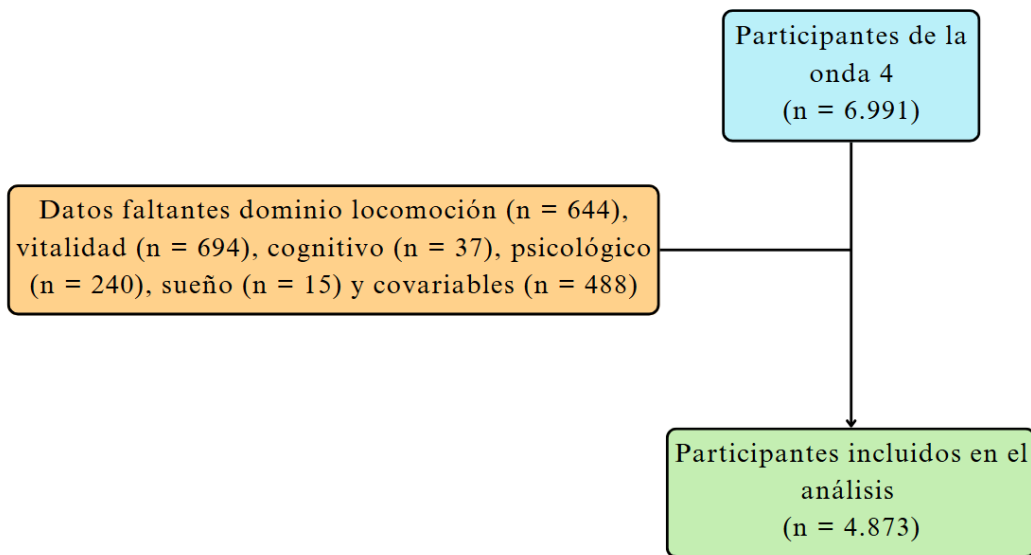 Participantes de la
onda 4
(n = 6.991)
Datos faltantes dominio locomoción (n = 644),
vitalidad (n = 694), cognitivo (n = 37), psicológico
(n = 240), sueño (n = 15) y covariables (n = 488)
Participantes incluidos en el
análisis
(n = 4.873)